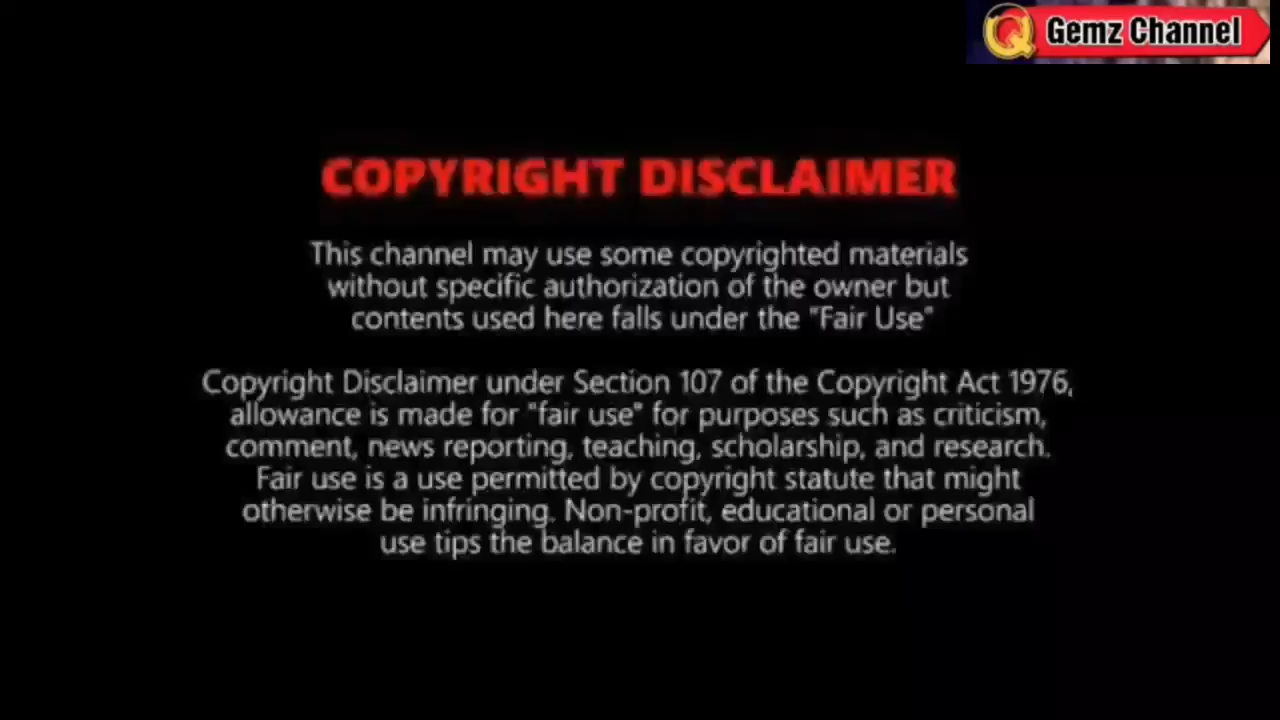 Gemz Channel
COPYRIGHT DISCLAIMER
This channel may use some copyrighted materials
without specific authorization of the owner but
contents used here falls under the "Fair Use"
Copyright Disclaimer under Section 107 of the Copyright Act 1976,
allowance is made for "fair use" for purposes such as criticism,
comment, news reporting, teaching, scholarship, and research.
Fair use is a use permitted by copyright statute that might
otherwise be infringing. Non-profit, educational or personal
use tips the balance in favor of fair use.